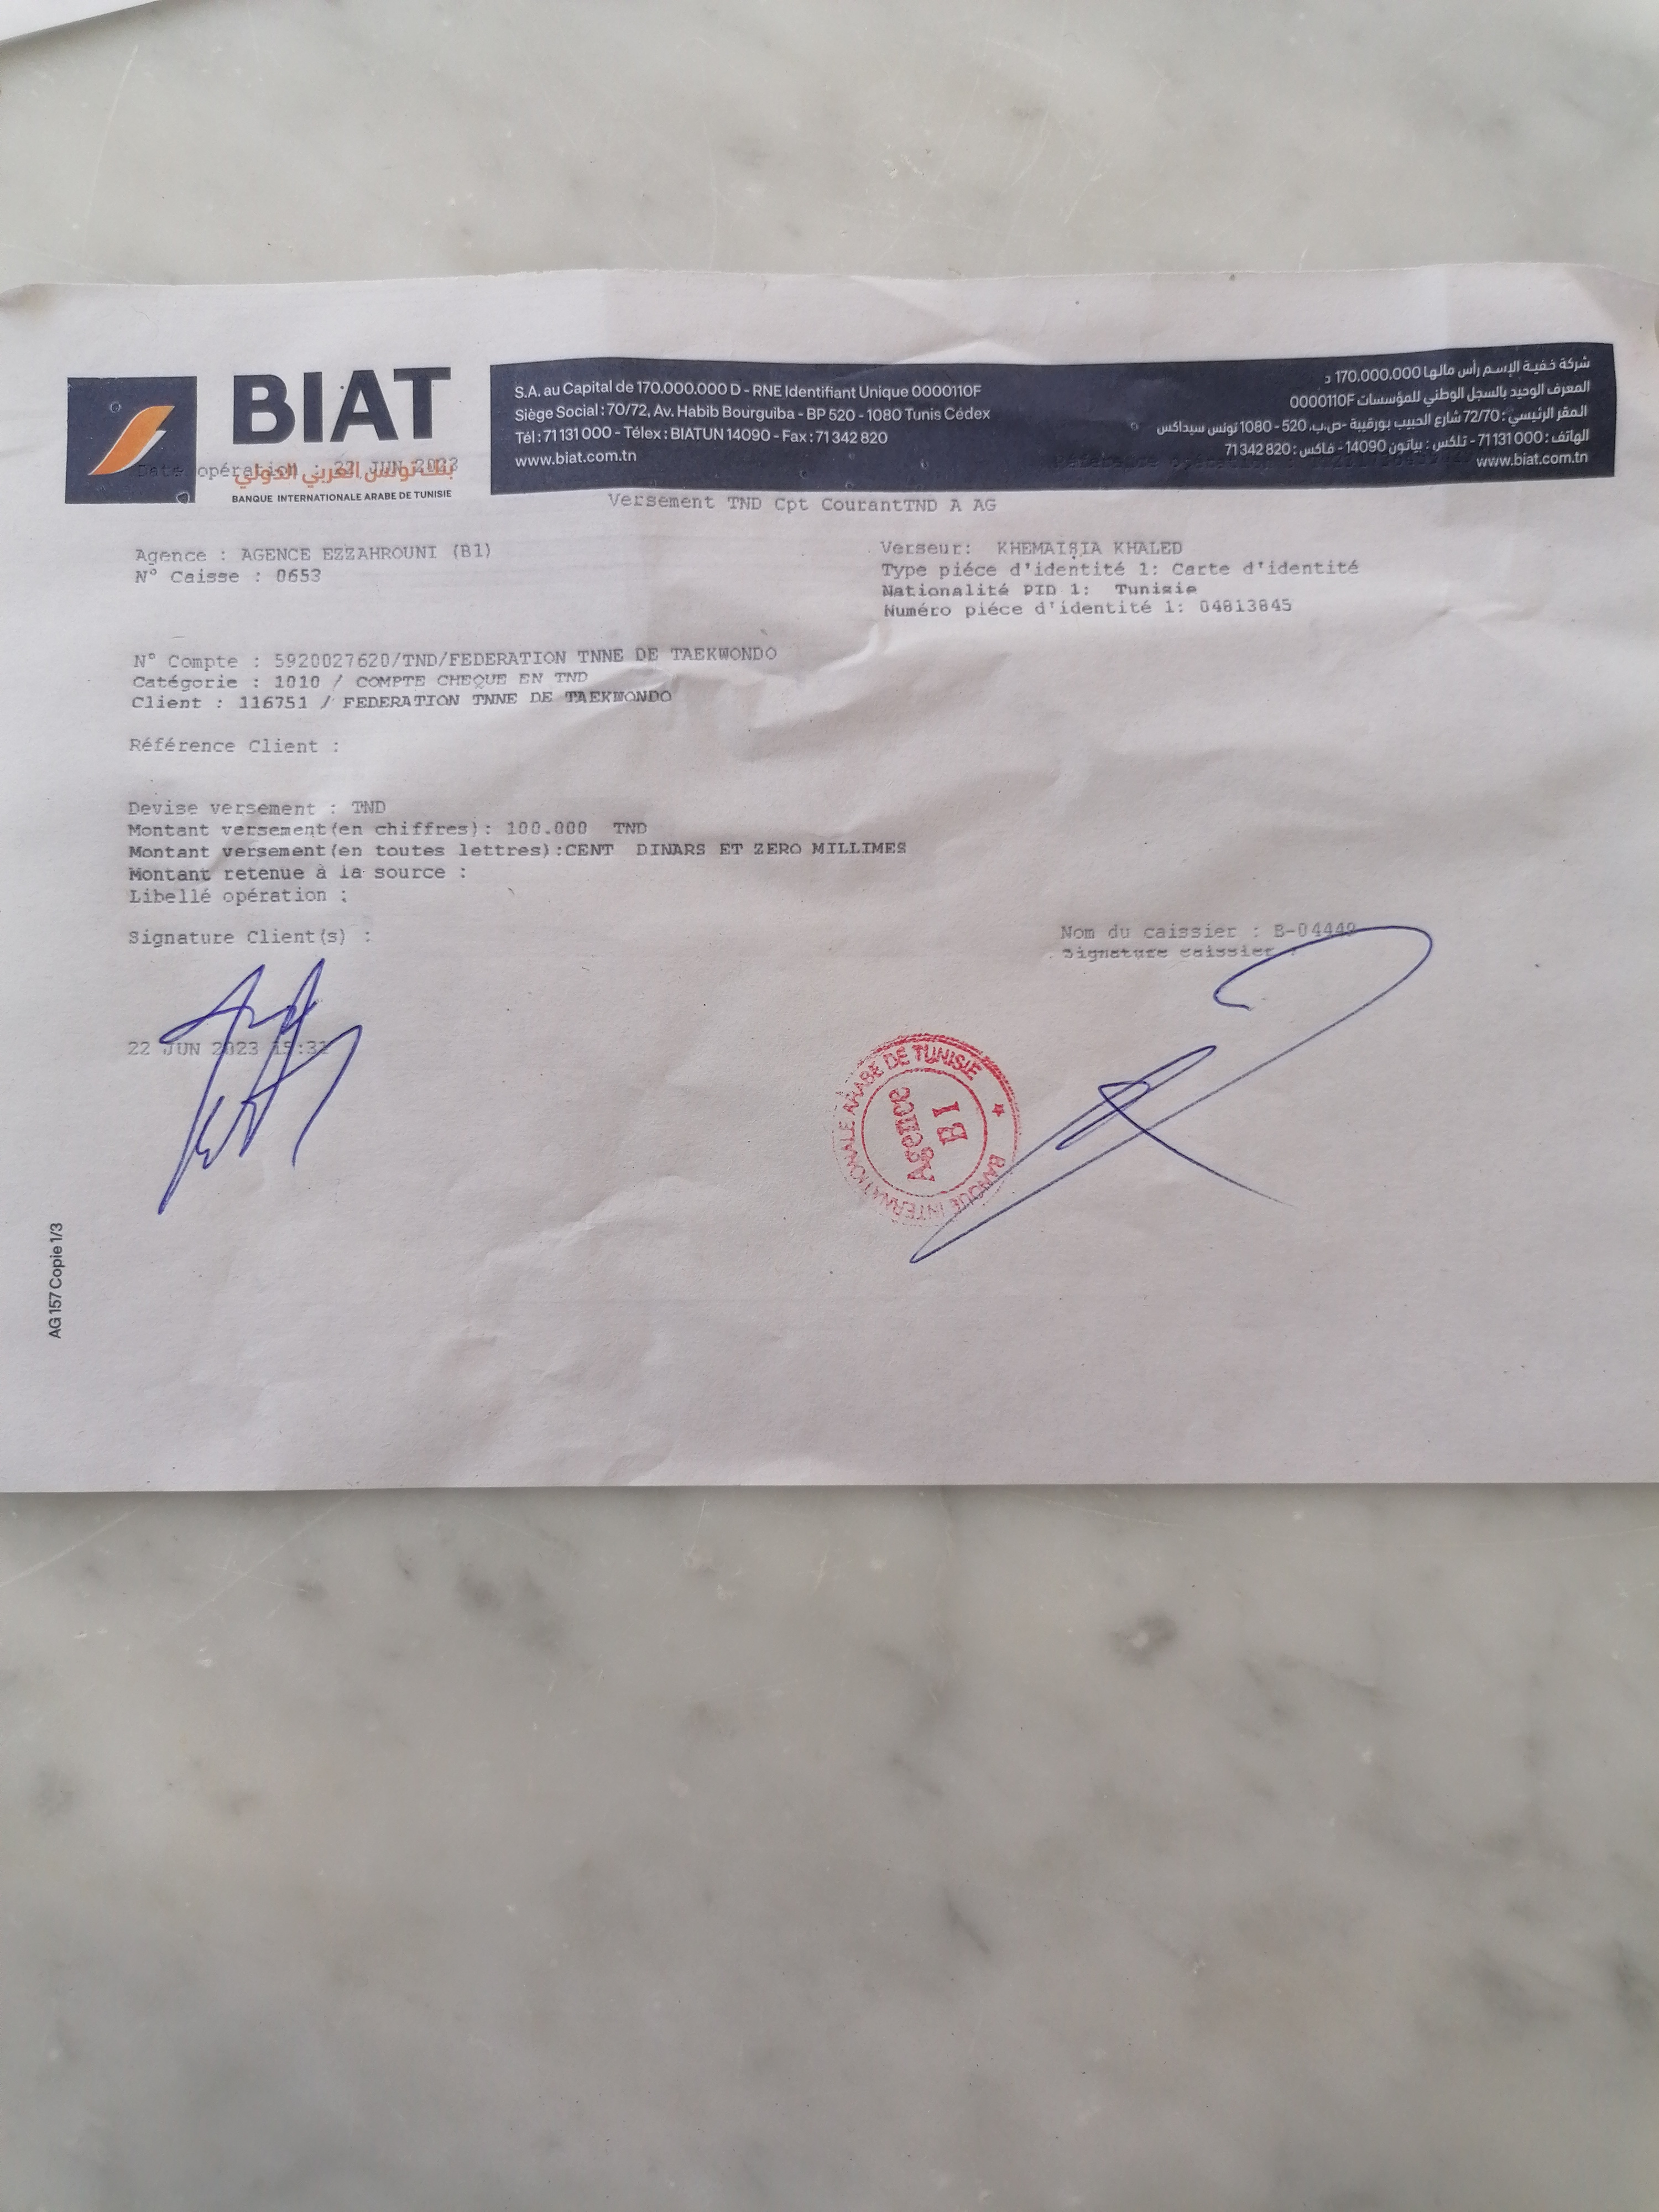 BIAT
بنك تونس العربي الدولي
BANQUE INTERNATIONALE ARABE DE TUNISIE
S.A. au Capital de 170.000.000 D - RNE Identifiant Unique 0000110F
Siège Social : 70/72, Av. Habib Bourguiba - BP 520 - 1080 Tunis Cédex
Tél : 71 131 000 - Télex : BIATUN 14090 - Fax : 71 342 820
www.biat.com.tn
شركة خفية الإسم رأس مالها 170.000.000 د
المعرف الوحيد بالسجل الوطني للمؤسسات 0000110F
المقر الرئيسي : 72/70 شارع الحبيب بورقيبة -ص.ب. 520 - 1080 تونس سيداكس
الهاتف : 71131 000 - تلكس : بياتون 14090 - فاكس : 71 342 820
www.biat.com.tn
Date opération : JUN 2023
Versement TND Cpt CourantTND A AG
Agence : AGENCE EZZAHROUNI (B1)
N° Caisse : 0653
Verseur: KHEMAISIA KHALED
Type piéce d'identité 1: Carte d'identité
Nationalité PID 1: Tunisie
Numéro piéce d'identité 1: 04813845
N° Compte : 5920027620/TND/FEDERATION TNNE DE TAEKWONDO
Catégorie : 1010 / COMPTE CHEQUE EN TND
Client : 116751 / FEDERATION TNNE DE TAEKWONDO
Référence Client :
Devise versement : TND
Montant versement(en chiffres): 100.000 TND
Montant versement(en toutes lettres):CENT DINARS ET ZERO MILLIMES
Montant retenue à la source :
Libellé opération :
Signature Client(s) :
Nom du caissier : B-04449
Signature caissier :
22 JUN 2023
BANQUE INTERNATIONALE ARABE DE TUNISIE
Agence
B1
AG 157 Copie 1/3